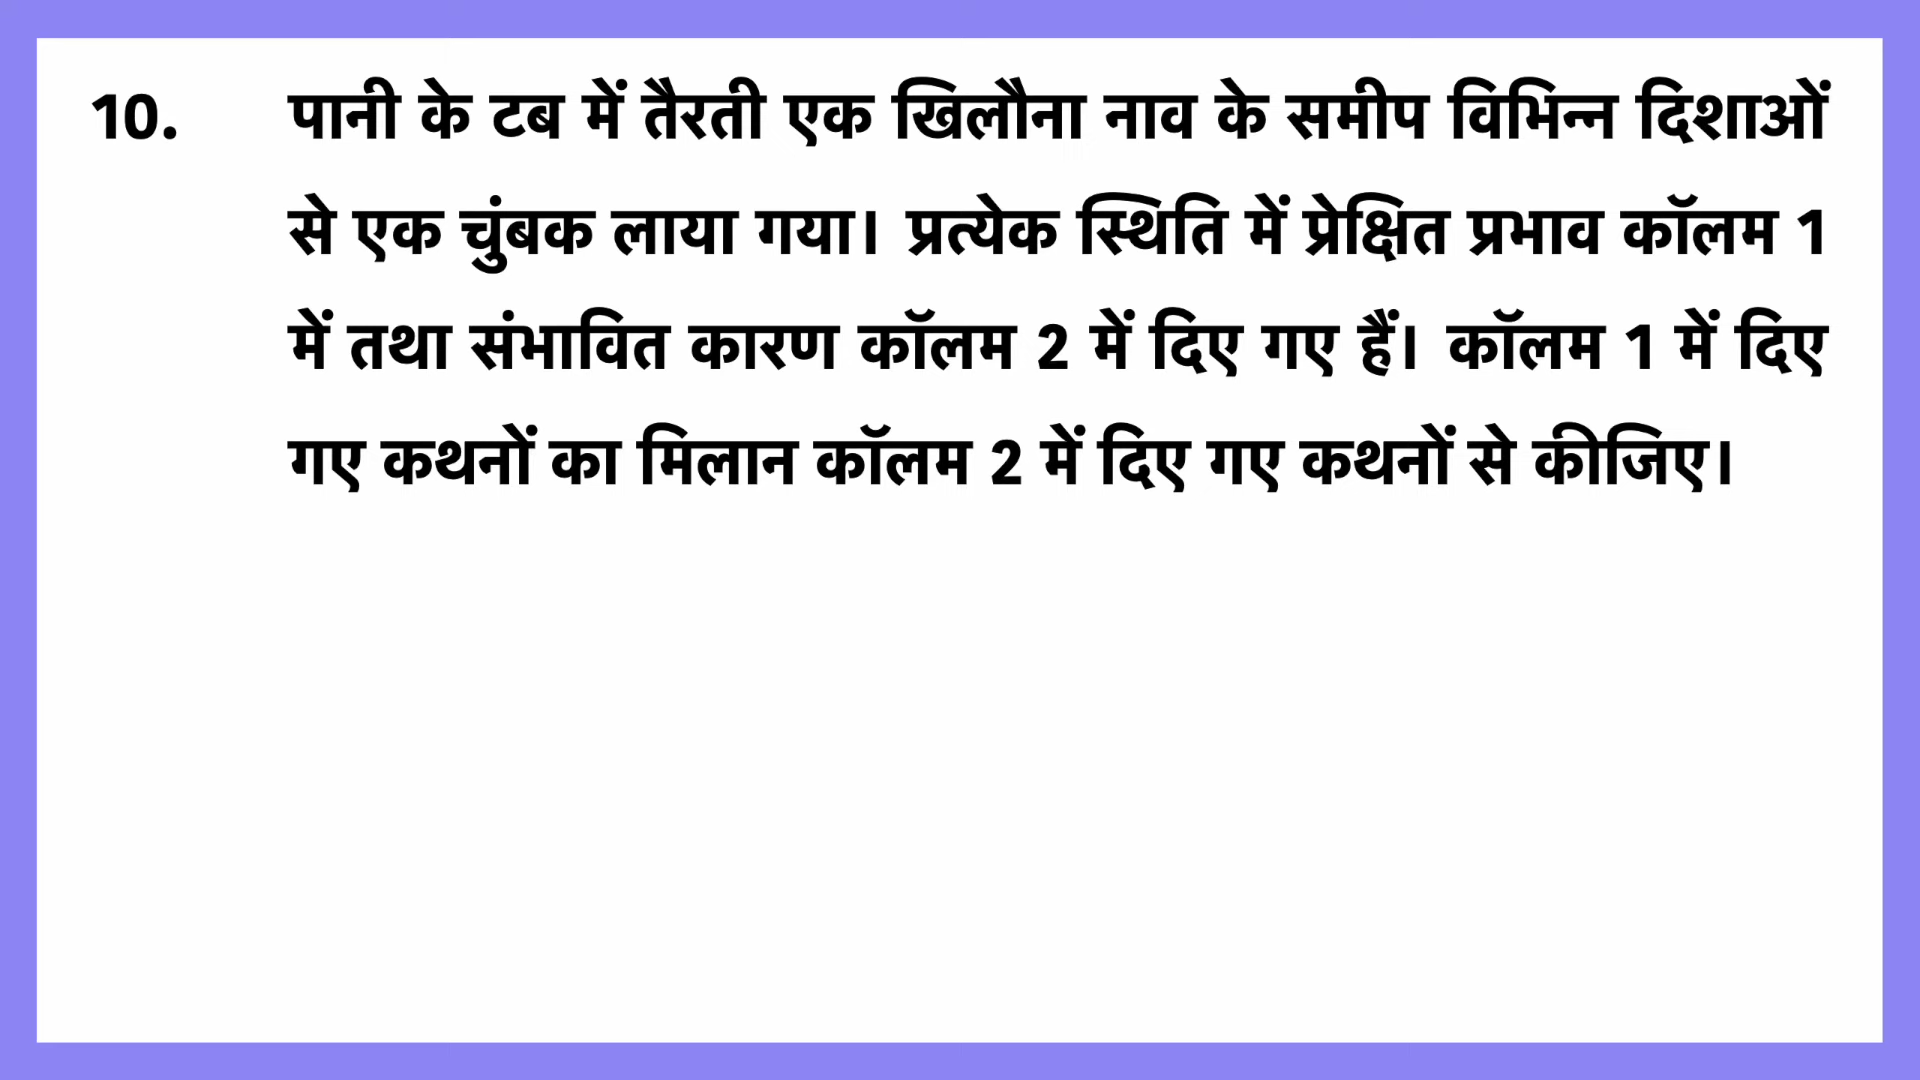 10. पानी के टब में तैरती एक खिलौना नाव के समीप विभिन्न दिशाओं
से एक चुंबक लाया गया। प्रत्येक स्थिति में प्रेक्षित प्रभाव कॉलम 1
में तथा संभावित कारण कॉलम 2 में दिए गए हैं। कॉलम 1 में दिए
गए कथनों का मिलान कॉलम 2 में दिए गए कथनों से कीजिए।